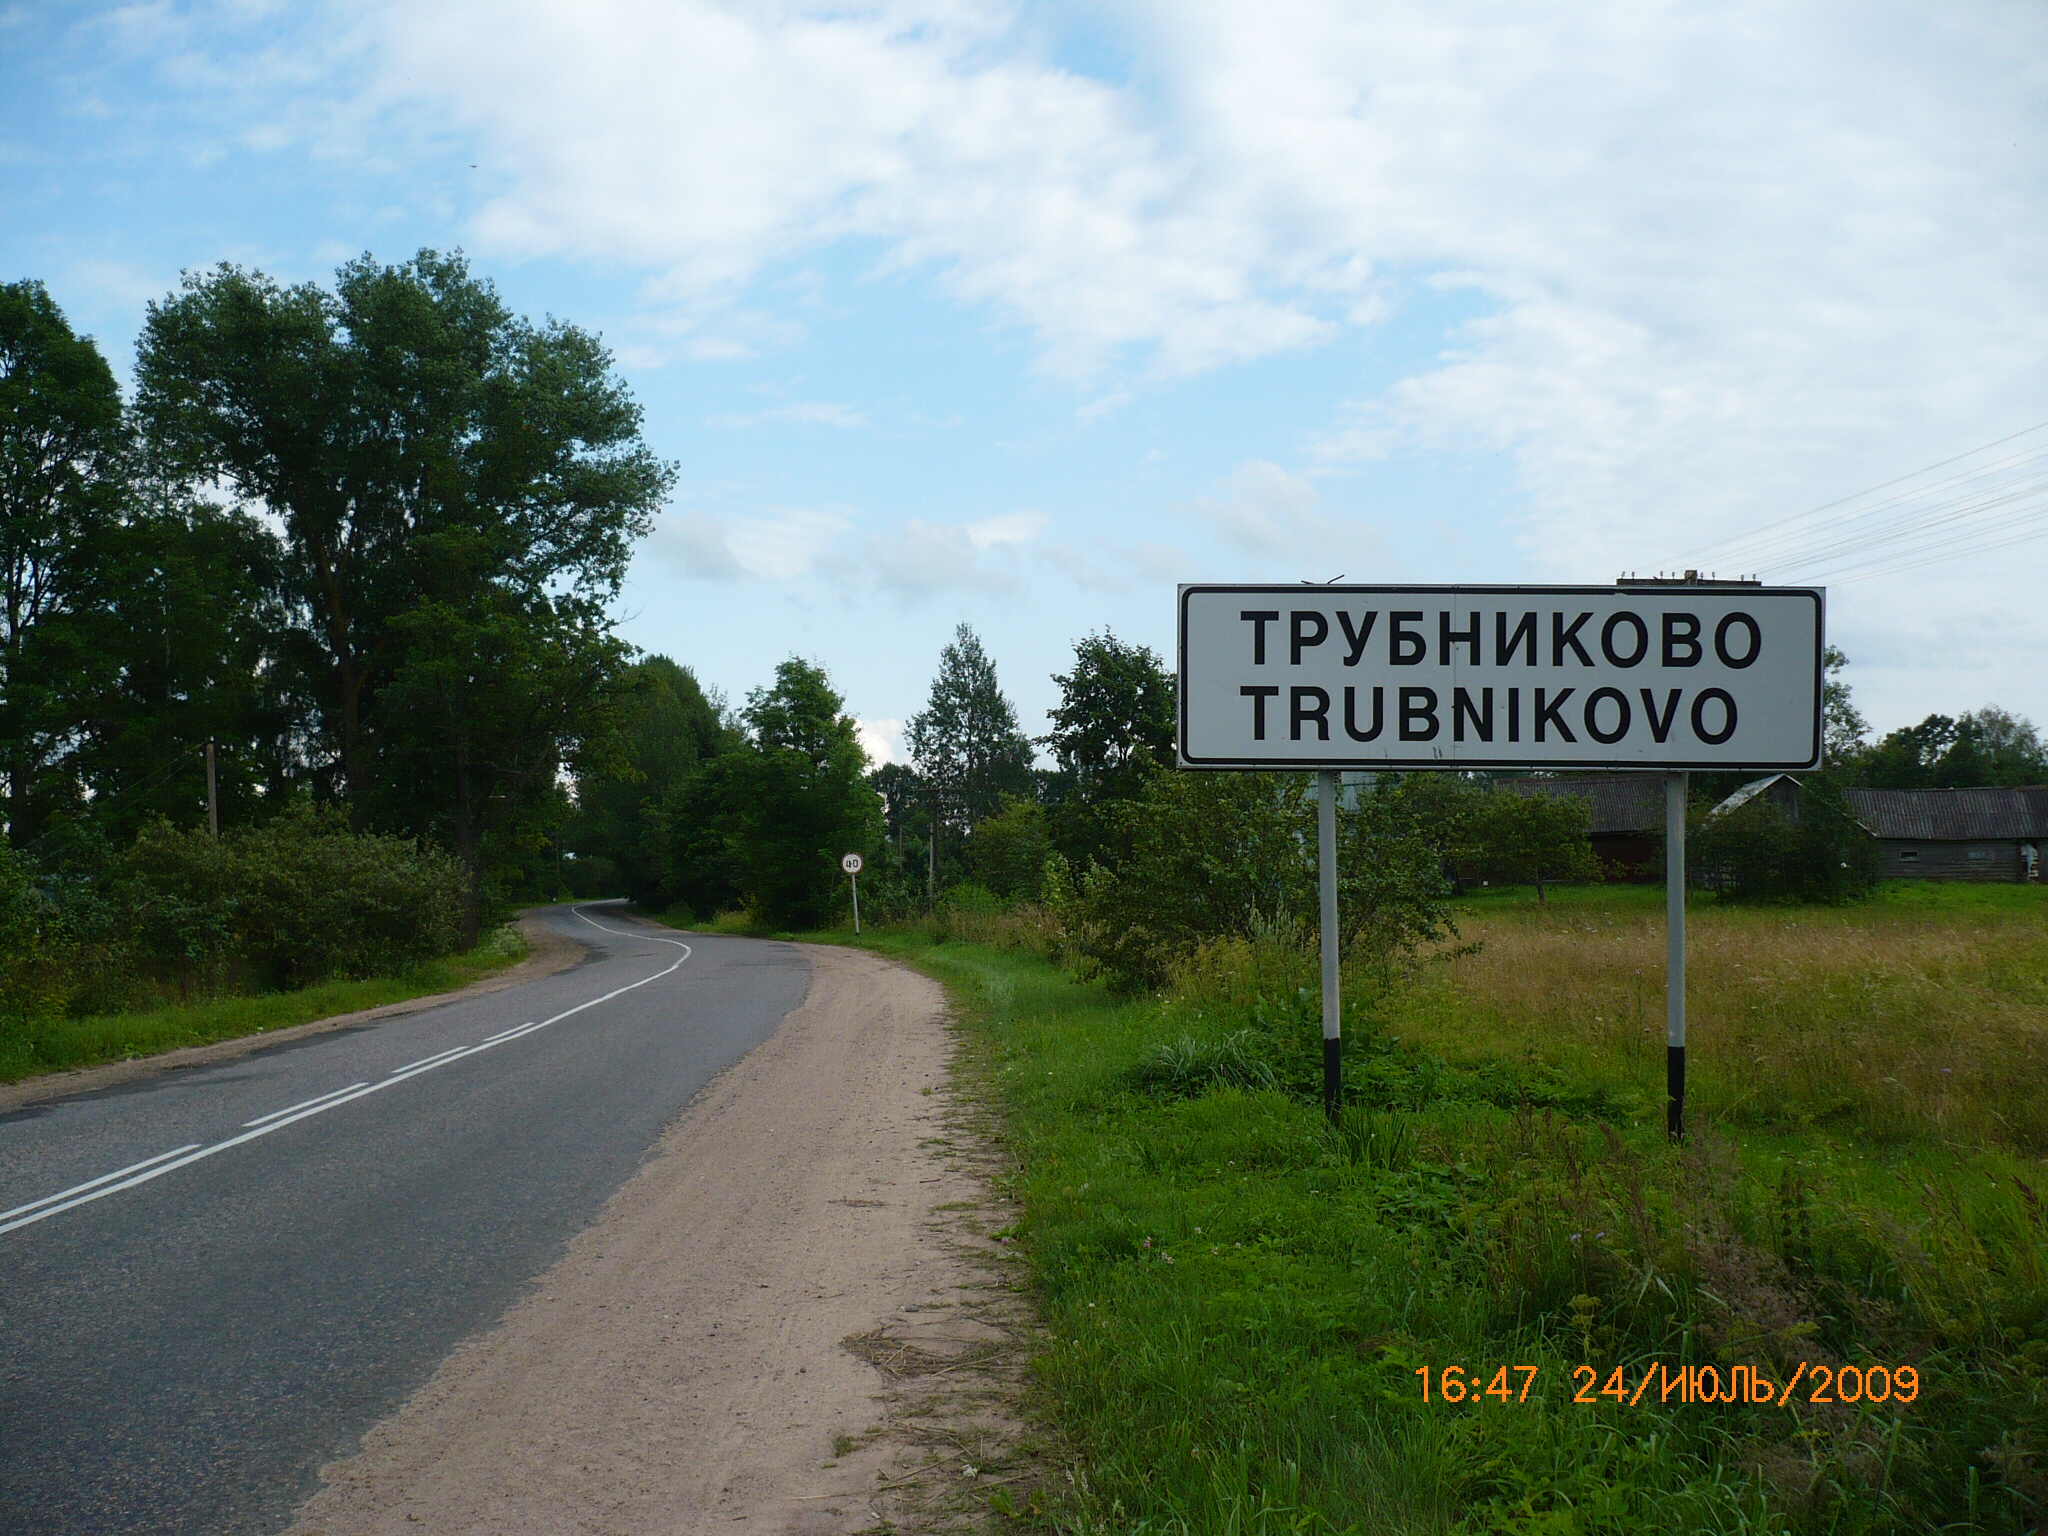 ТРУБНИКОВО
TRUBNIKOVO
40
16:47 24/ИЮЛЬ/2009